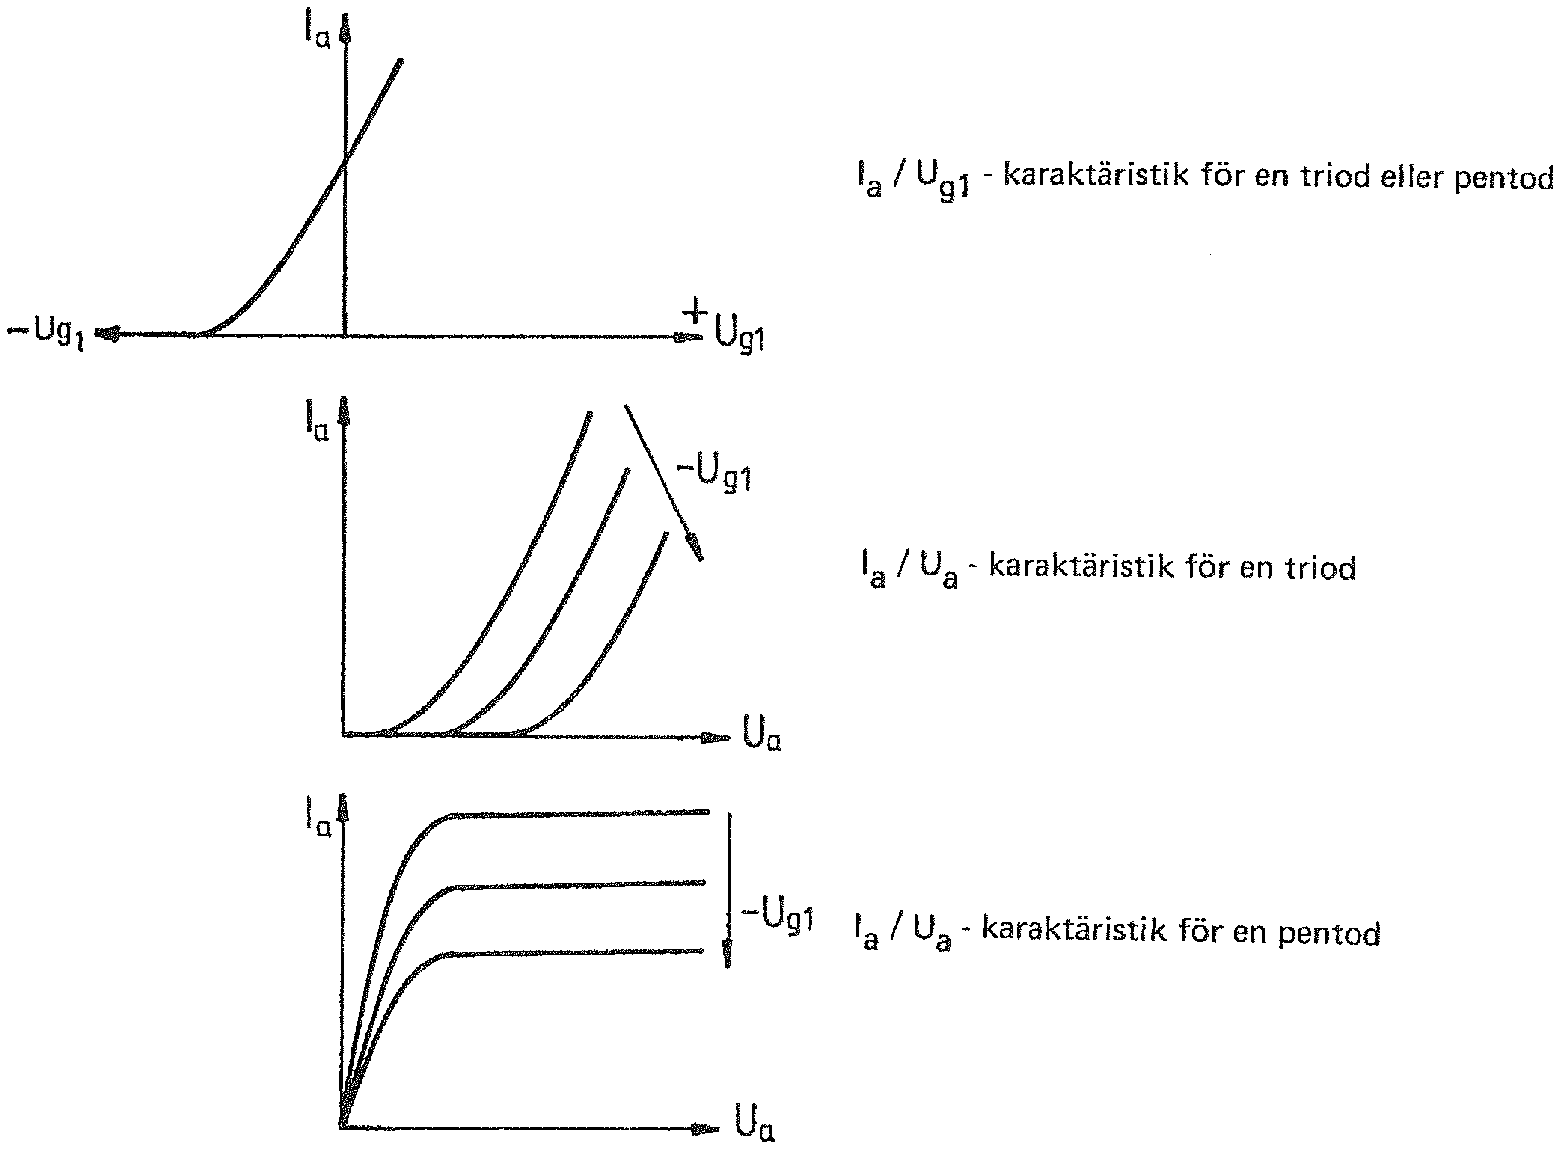 Ia
Ia / Ug1 - karaktäristik för en triod eller pentod
-Ug1
+
Ug1
Ia
-Ug1
Ia / Ua - karaktäristik för en triod
Ua
Ia
-Ug1
Ia / Ua - karaktäristik för en pentod
Ua